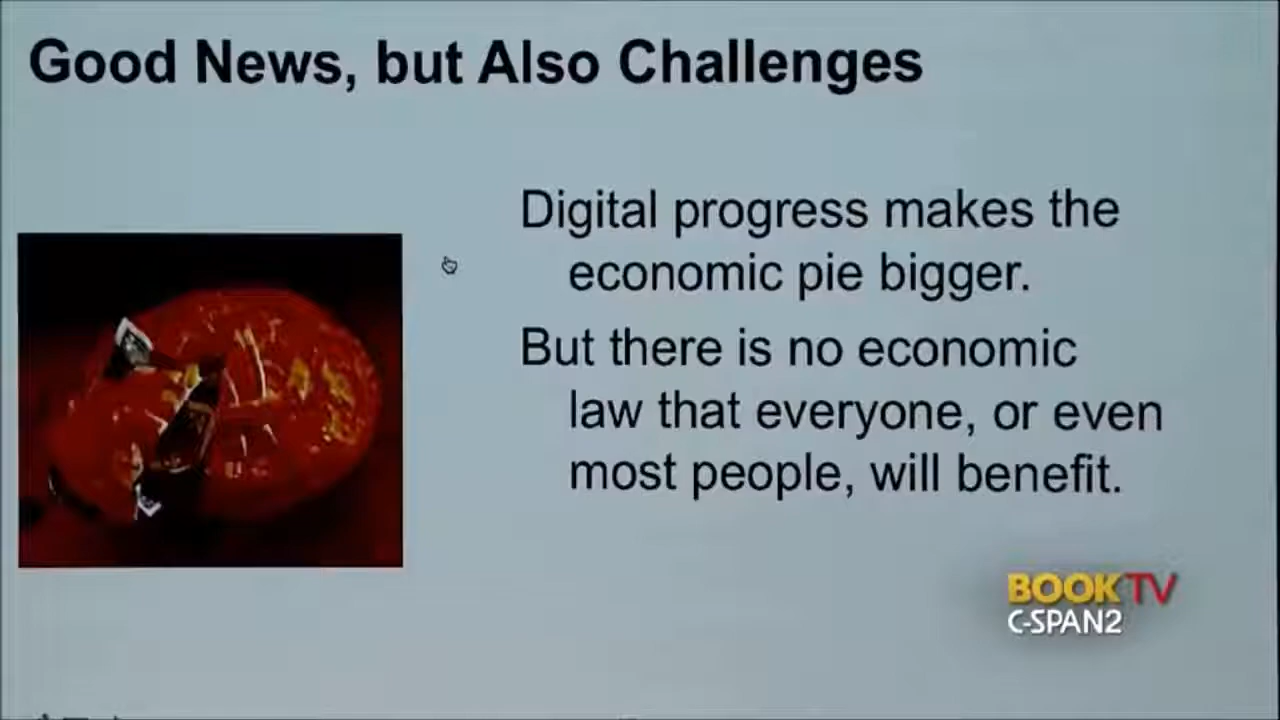 Good News, but Also Challenges
Digital progress makes the
economic pie bigger.
But there is no economic
law that everyone, or even
most people, will benefit.
BOOK TV
C-SPAN2